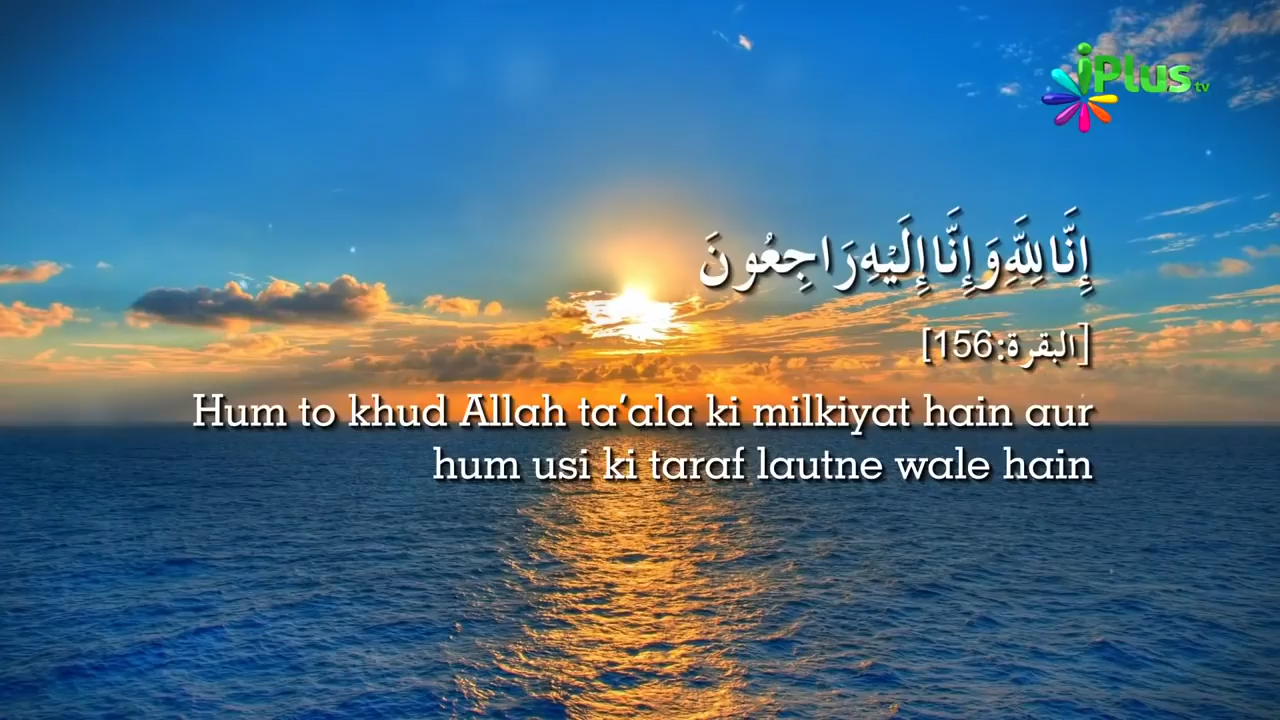 iPlus tv
إِنَّا لِلَّهِ وَإِنَّا إِلَيْهِ رَاجِعُونَ
[البقرة:156]
Hum to khud Allah ta’ala ki milkiyat hain aur
hum usi ki taraf lautne wale hain